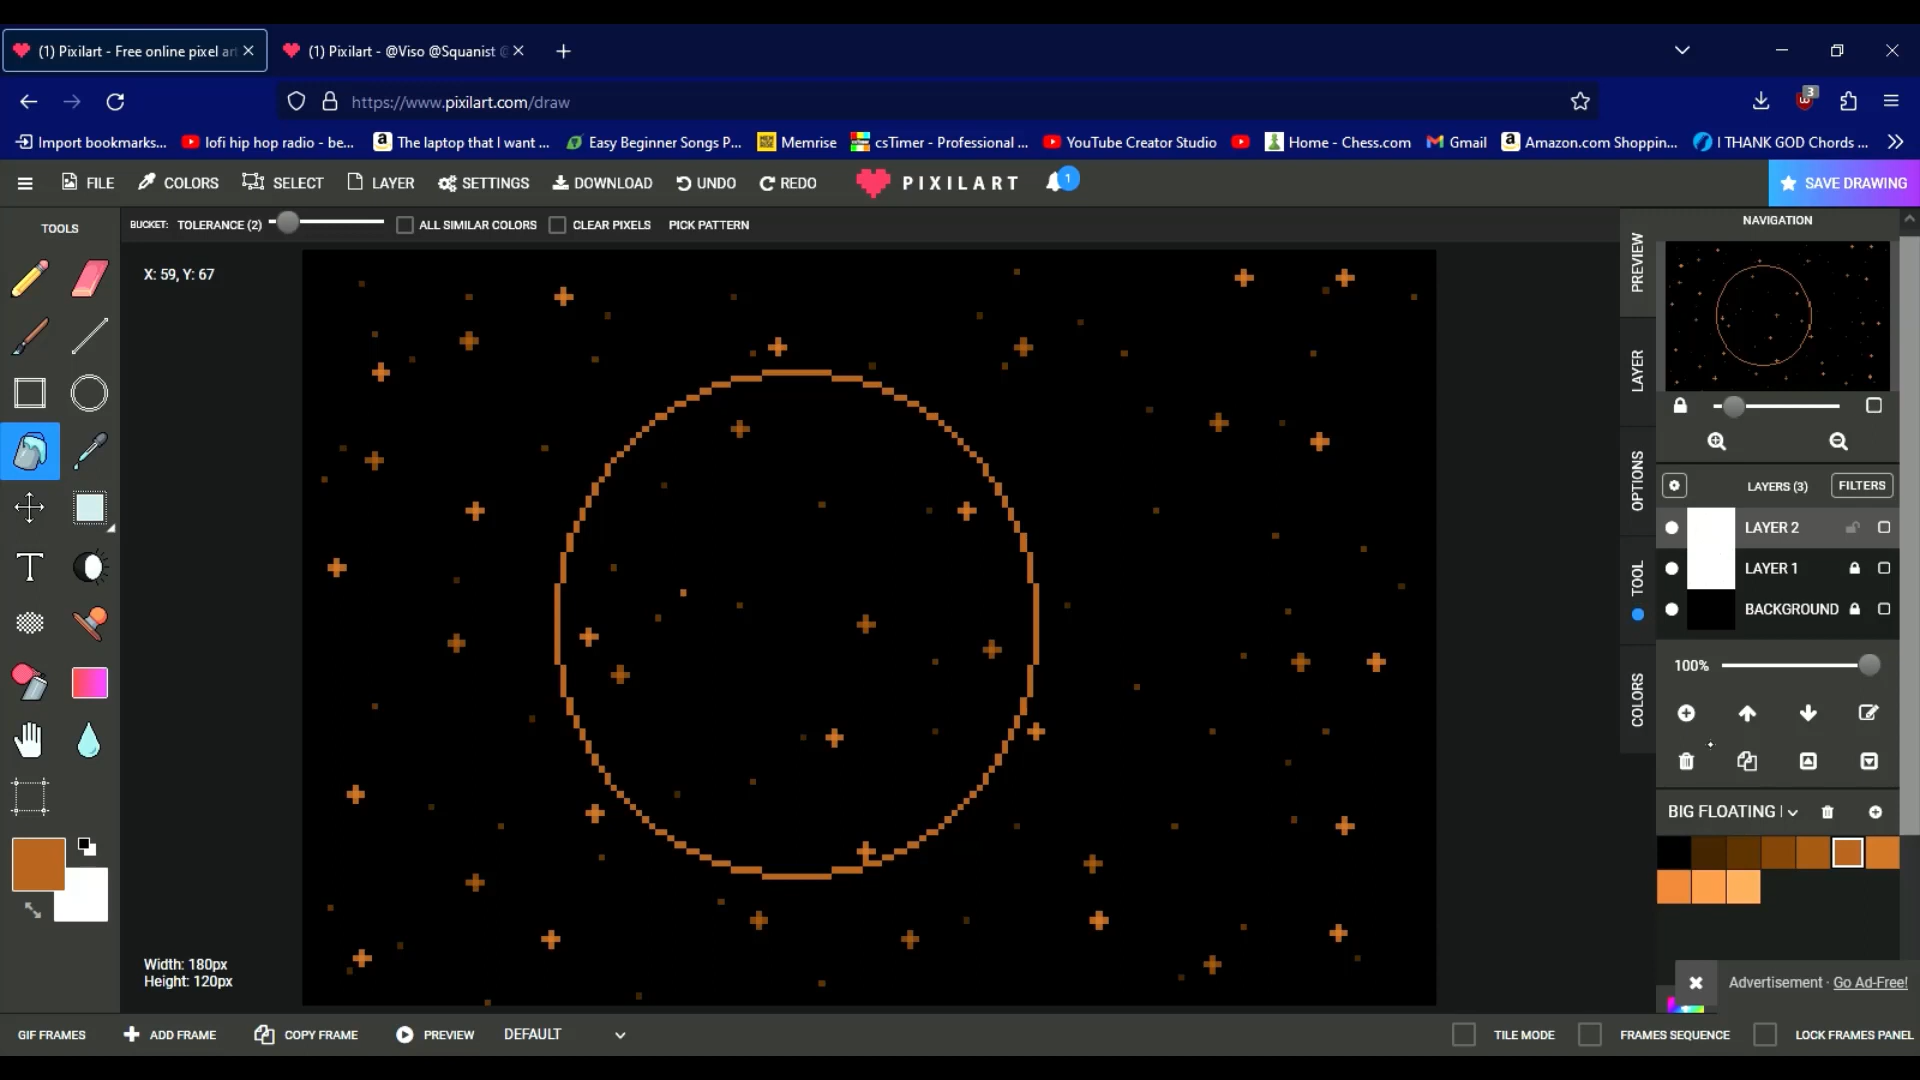 (1) Pixilart - Free online pixel ar
(1) Pixilart - @Viso @Squanist @
https://www.pixilart.com/draw
3
Import bookmarks...
lofi hip hop radio - be...
The laptop that I want ...
Easy Beginner Songs P...
Memrise
csTimer - Professional ...
YouTube Creator Studio
Home - Chess.com
Gmail
Amazon.com Shoppin...
I THANK GOD Chords ...
FILE
COLORS
SELECT
LAYER
SETTINGS
DOWNLOAD
UNDO
REDO
PIXILART
1
SAVE DRAWING
TOOLS
BUCKET: TOLERANCE (2)
ALL SIMILAR COLORS
CLEAR PIXELS
PICK PATTERN
NAVIGATION
X: 59, Y: 67
PREVIEW
LAYER
OPTIONS
TOOL
COLORS
LAYERS (3)
FILTERS
LAYER 2
LAYER 1
BACKGROUND
100%
BIG FLOATING
Width: 180px
Height: 120px
Advertisement · Go Ad-Free!
GIF FRAMES
ADD FRAME
COPY FRAME
PREVIEW
DEFAULT
TILE MODE
FRAMES SEQUENCE
LOCK FRAMES PANEL